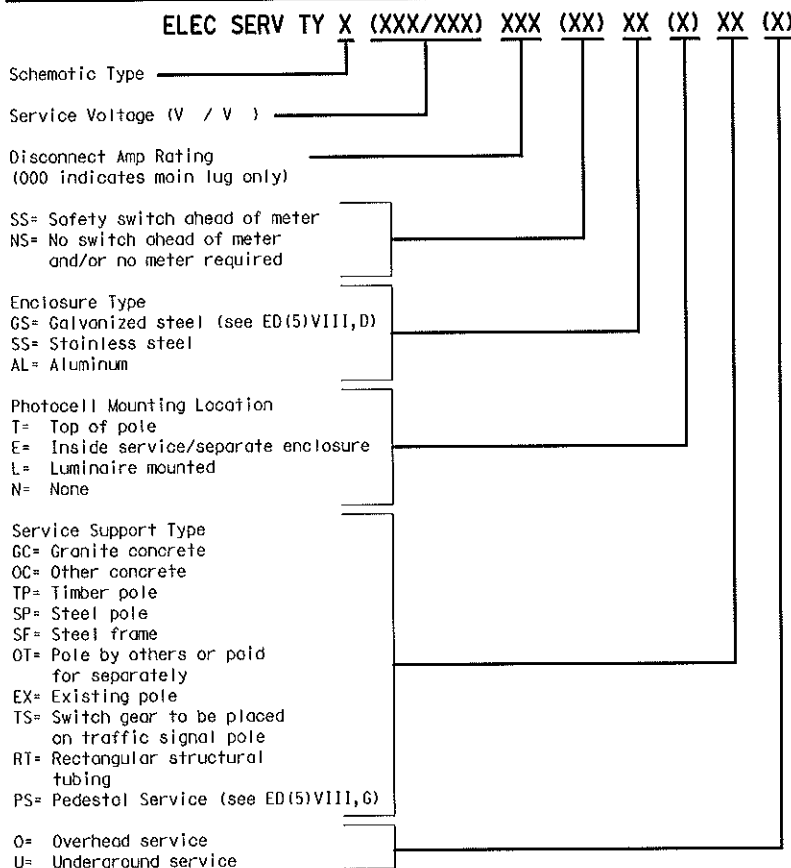 ELEC SERV TY X (XXX/XXX) XXX (XX) XX (X) XX (X)
Schematic Type
Service Voltage (V / V )
Disconnect Amp Rating
(000 indicates main lug only)
SS= Safety switch ahead of meter
NS= No switch ahead of meter
and/or no meter required
Enclosure Type
GS= Galvanized steel (see ED(5)VIII,D)
SS= Stainless steel
AL= Aluminum
Photocell Mounting Location
T= Top of pole
E= Inside service/separate enclosure
L= Luminaire mounted
N= None
Service Support Type
GC= Granite concrete
OC= Other concrete
TP= Timber pole
SP= Steel pole
SF= Steel frame
OT= Pole by others or paid
for separately
EX= Existing pole
TS= Switch gear to be placed
on traffic signal pole
RT= Rectangular structural
tubing
PS= Pedestal Service (see ED(5)VIII,G)
O= Overhead service
U= Underground service